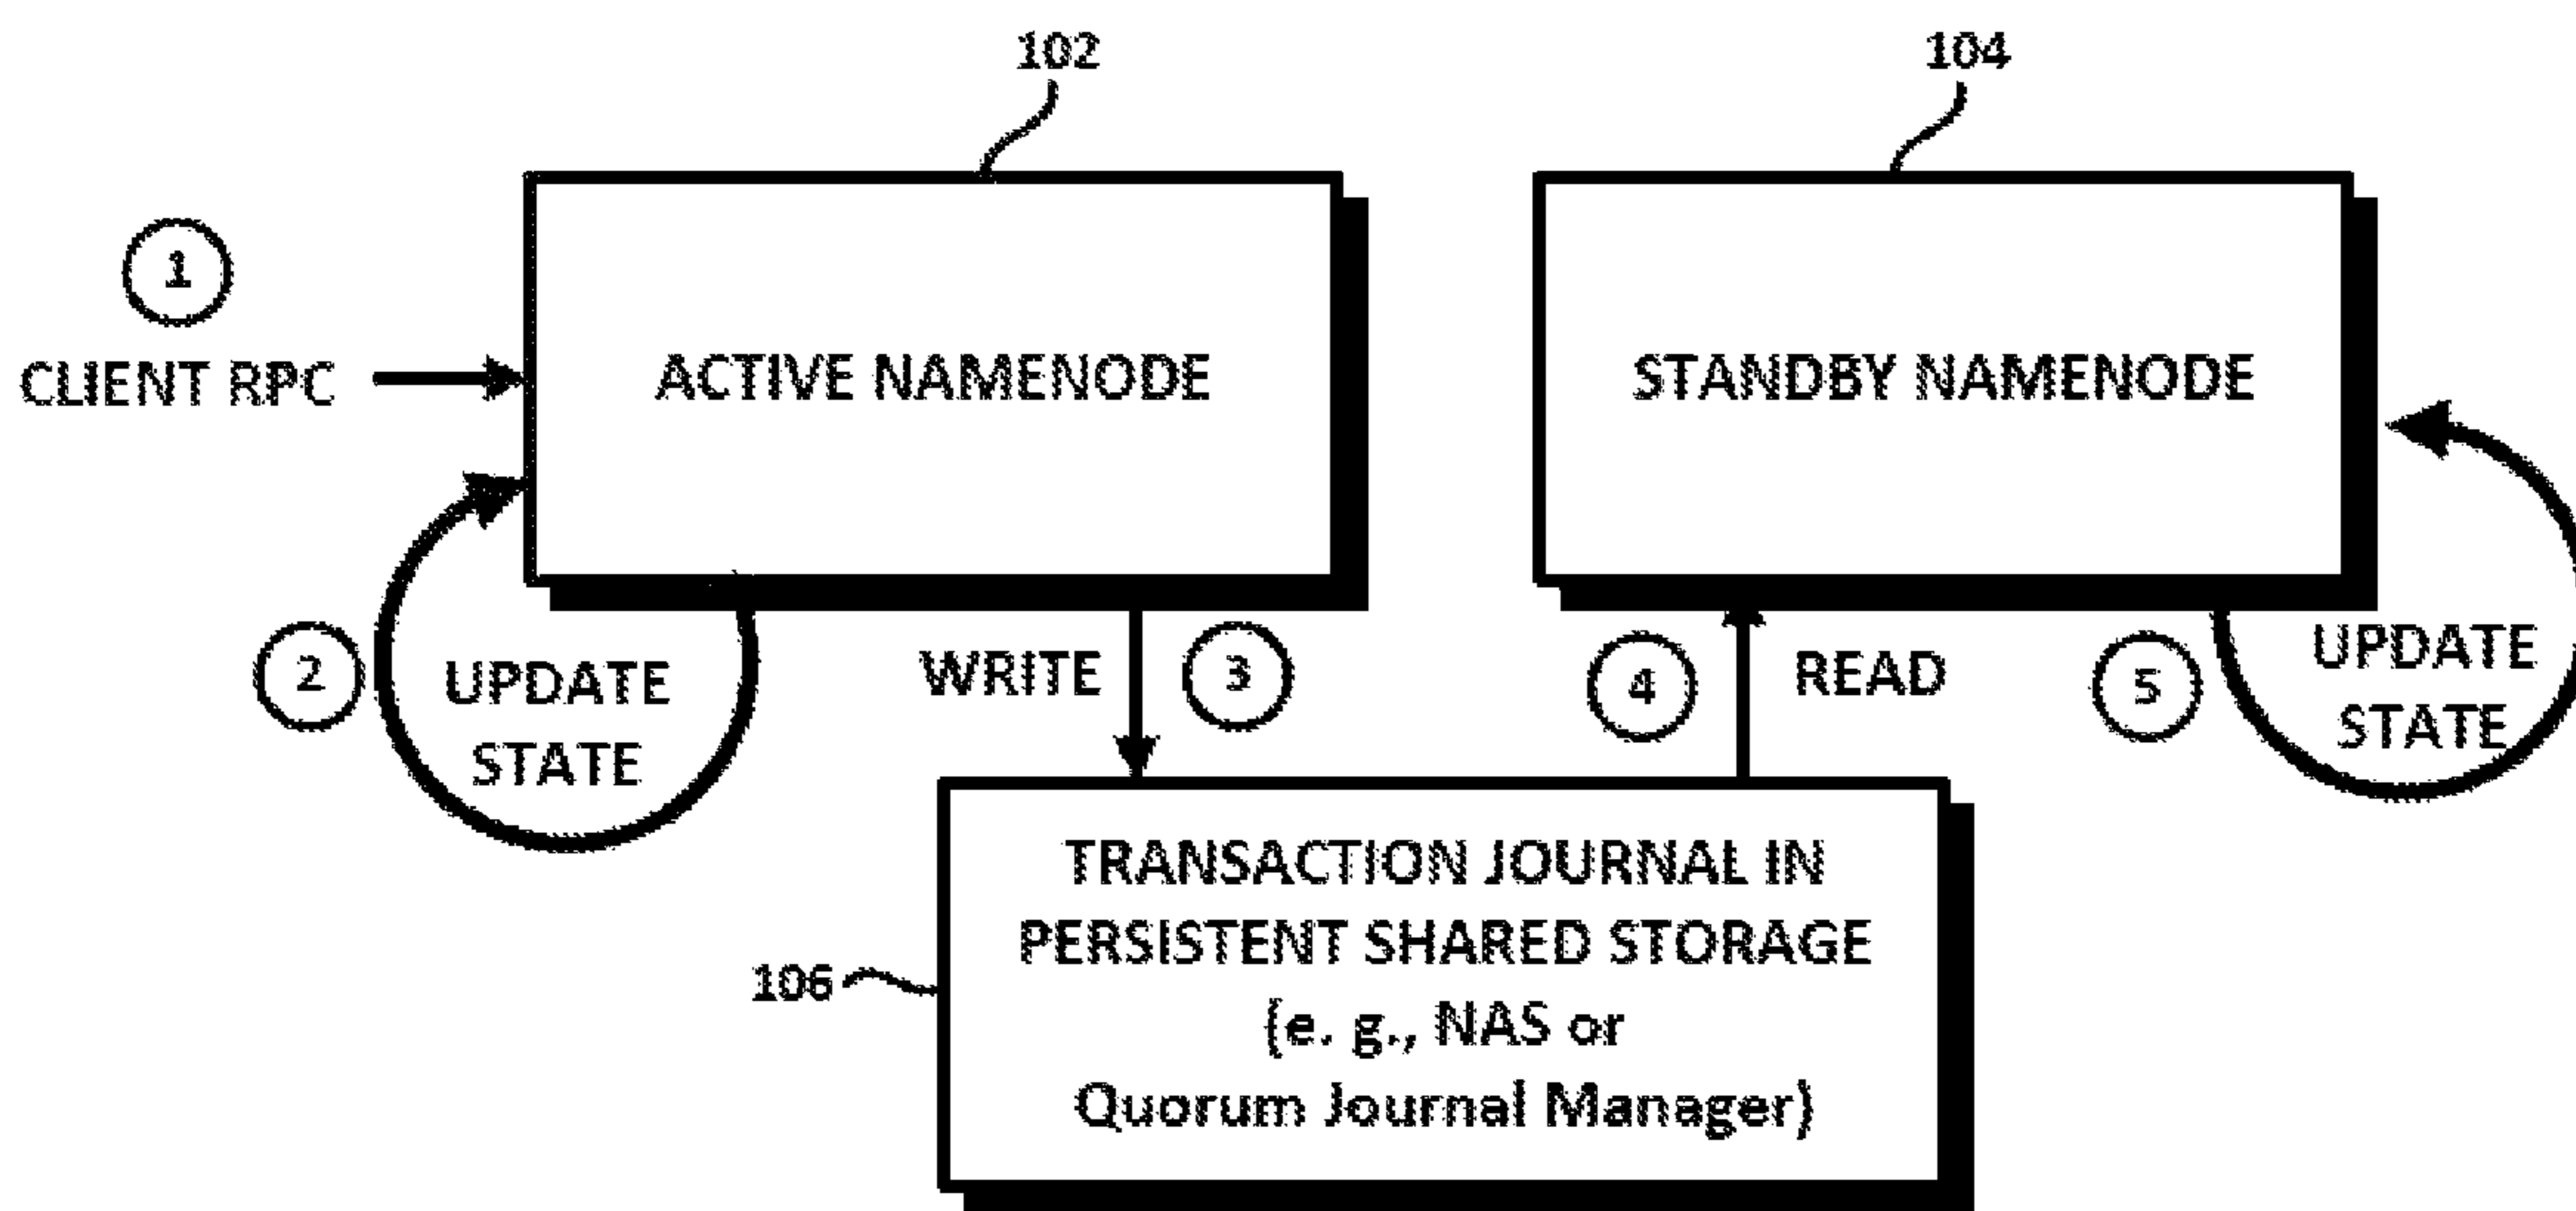 102
104
1
CLIENT RPC
ACTIVE NAMENODE
STANDBY NAMENODE
2
UPDATE
STATE
WRITE
3
4
READ
5
UPDATE
STATE
106
TRANSACTION JOURNAL IN
PERSISTENT SHARED STORAGE
(e. g., NAS or
Quorum Journal Manager)